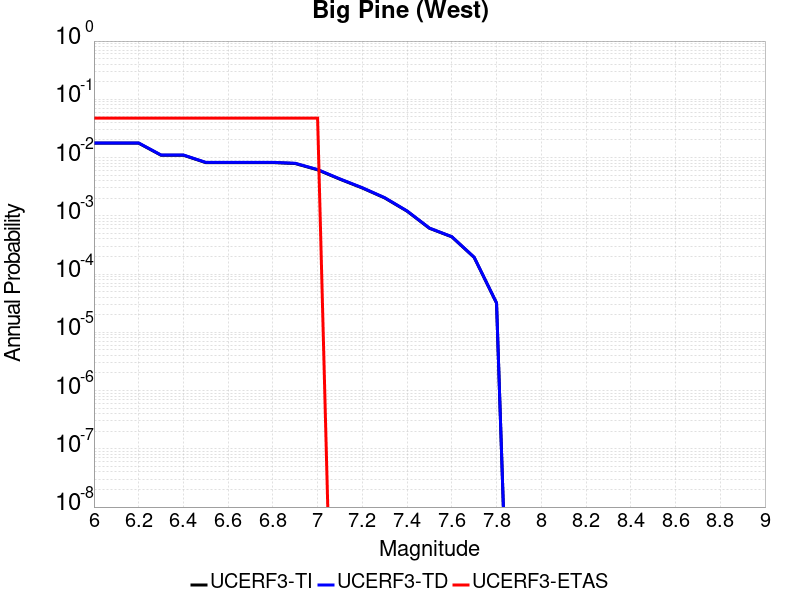 Big Pine (West)
10^0
10^-1
10^-2
10^-3
10^-4
10^-5
10^-6
10^-7
10^-8
Annual Probability
6 6.2 6.4 6.6 6.8 7 7.2 7.4 7.6 7.8 8 8.2 8.4 8.6 8.8 9
Magnitude
UCERF3-TI UCERF3-TD UCERF3-ETAS